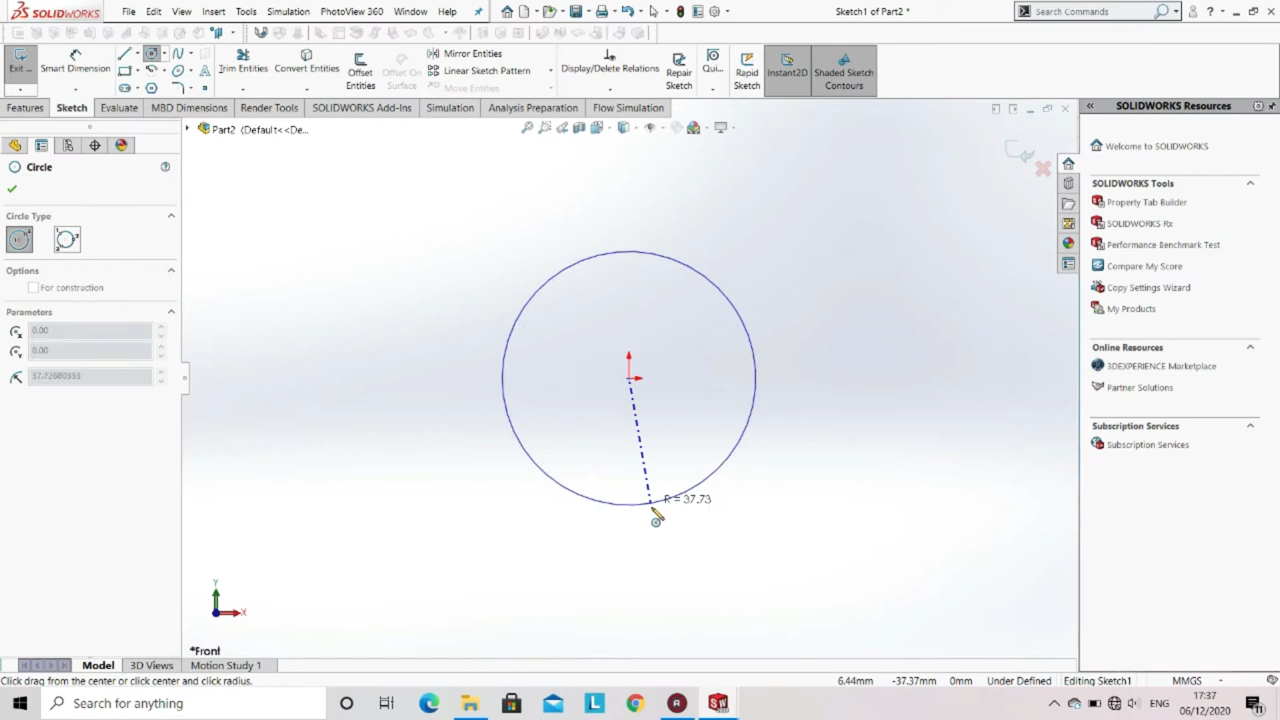 SOLIDWORKS
File Edit View Insert Tools Simulation PhotoView 360 Window Help
Sketch1 of Part2 *
Search Commands
Exit ...
Smart Dimension
Trim Entities
Convert Entities
Offset Entities
Offset On Surface
Mirror Entities
Linear Sketch Pattern
Move Entities
Display/Delete Relations
Repair Sketch
Qui...
Rapid Sketch
Instant2D
Shaded Sketch Contours
Features Sketch Evaluate MBD Dimensions Render Tools SOLIDWORKS Add-Ins Simulation Analysis Preparation Flow Simulation
Part2 (Default<<De...
Circle
Circle Type
Options
For construction
Parameters
0.00
0.00
37.72680333
R = 37.73
Y
X
*Front
SOLIDWORKS Resources
Welcome to SOLIDWORKS
SOLIDWORKS Tools
Property Tab Builder
SOLIDWORKS Rx
Performance Benchmark Test
Compare My Score
Copy Settings Wizard
My Products
Online Resources
3DEXPERIENCE Marketplace
Partner Solutions
Subscription Services
Subscription Services
Model 3D Views Motion Study 1
Click drag from the center or click center and click radius.
6.44mm -37.37mm 0mm Under Defined Editing Sketch1 MMGS
Search for anything
ENG
17:37
06/12/2020